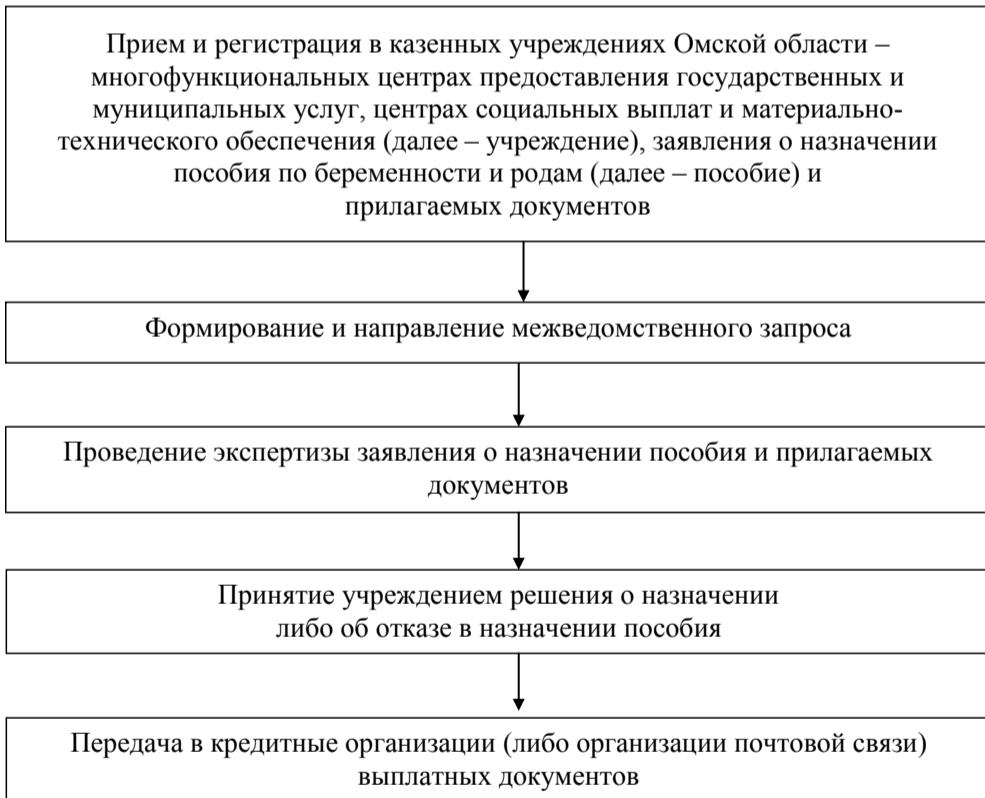 Прием и регистрация в казенных учреждениях Омской области –
многофункциональных центрах предоставления государственных и
муниципальных услуг, центрах социальных выплат и материально-
технического обеспечения (далее – учреждение), заявления о назначении
пособия по беременности и родам (далее – пособие) и
прилагаемых документов
Формирование и направление межведомственного запроса
Проведение экспертизы заявления о назначении пособия и прилагаемых
документов
Принятие учреждением решения о назначении
либо об отказе в назначении пособия
Передача в кредитные организации (либо организации почтовой связи)
выплатных документов